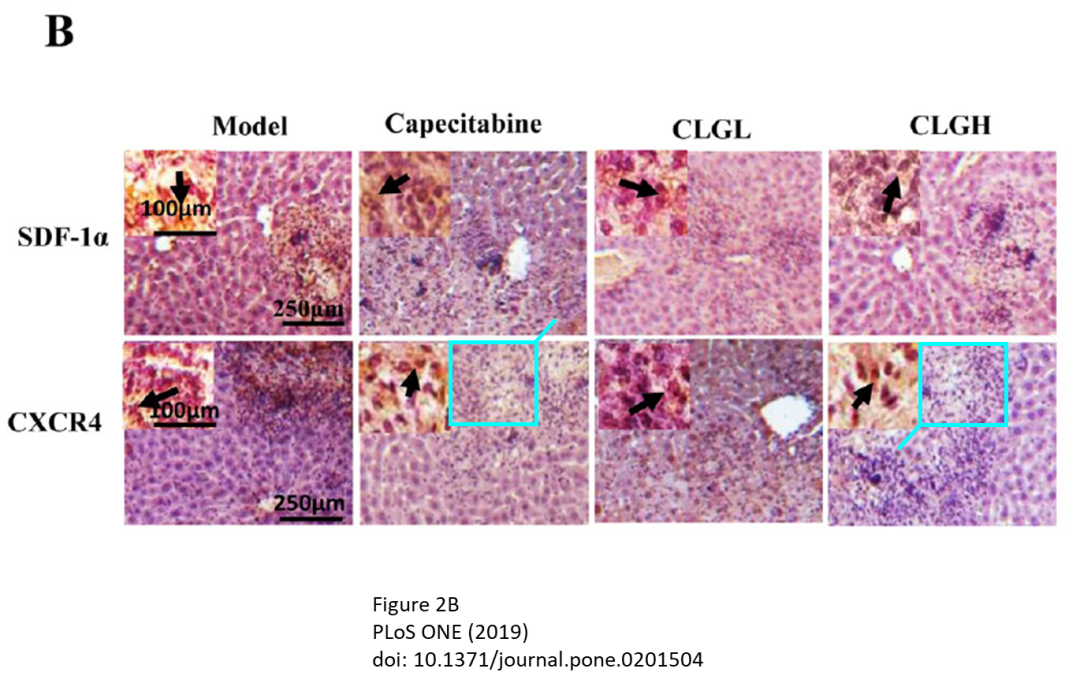 B
Model Capecitabine CLGL CLGH
SDF-1α
100μm
250μm
CXCR4
100μm
250μm
Figure 2B
PLoS ONE (2019)
doi: 10.1371/journal.pone.0201504